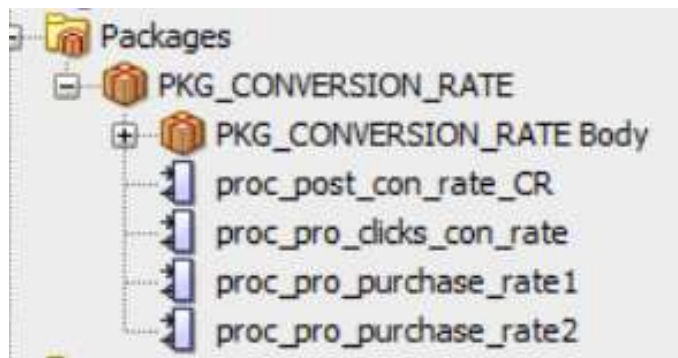 Packages
PKG_CONVERSION_RATE
PKG_CONVERSION_RATE Body
proc_post_con_rate_CR
proc_pro_clicks_con_rate
proc_pro_purchase_rate1
proc_pro_purchase_rate2